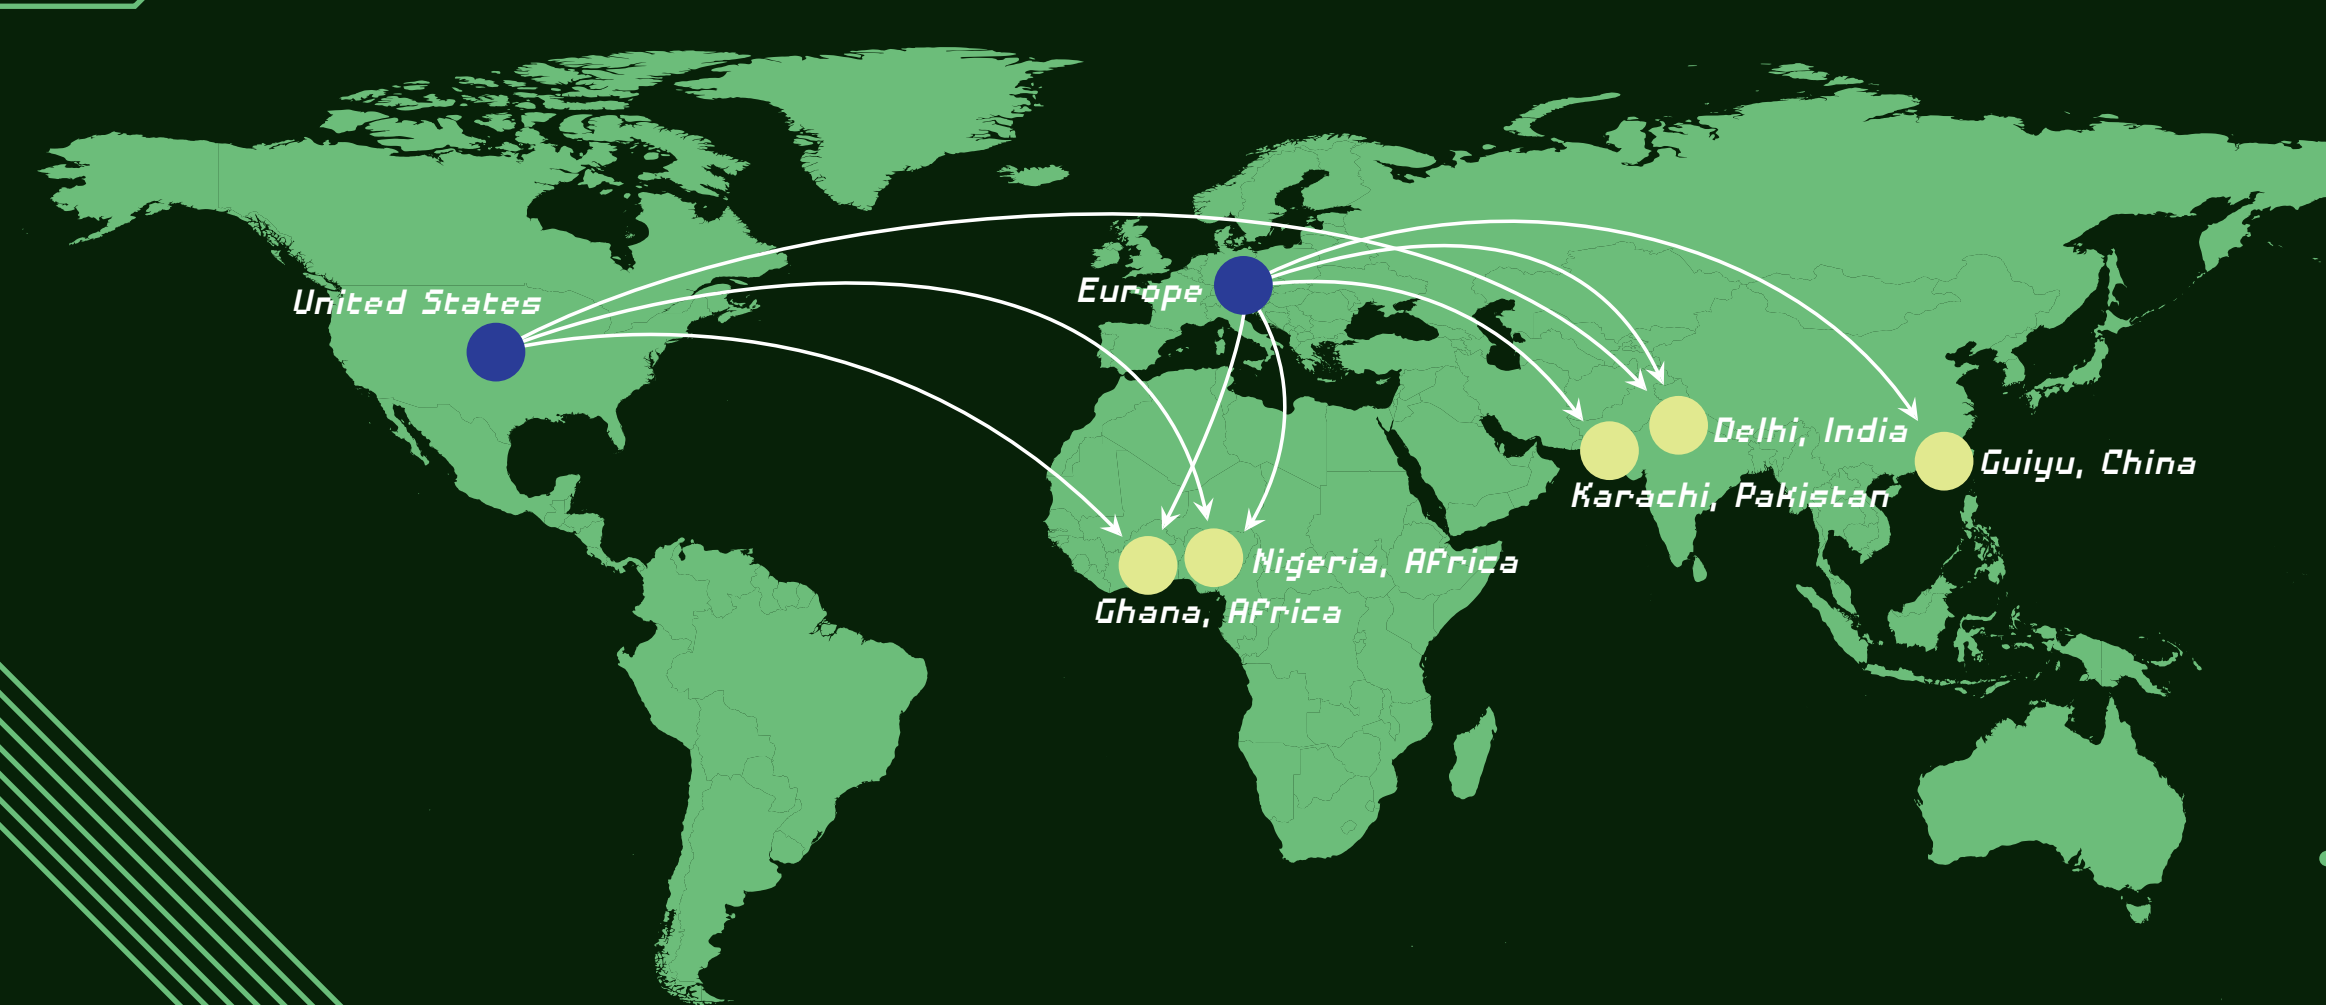 United States
Europe
Delhi, India
Guiyu, China
Karachi, Pakistan
Nigeria, Africa
Ghana, Africa